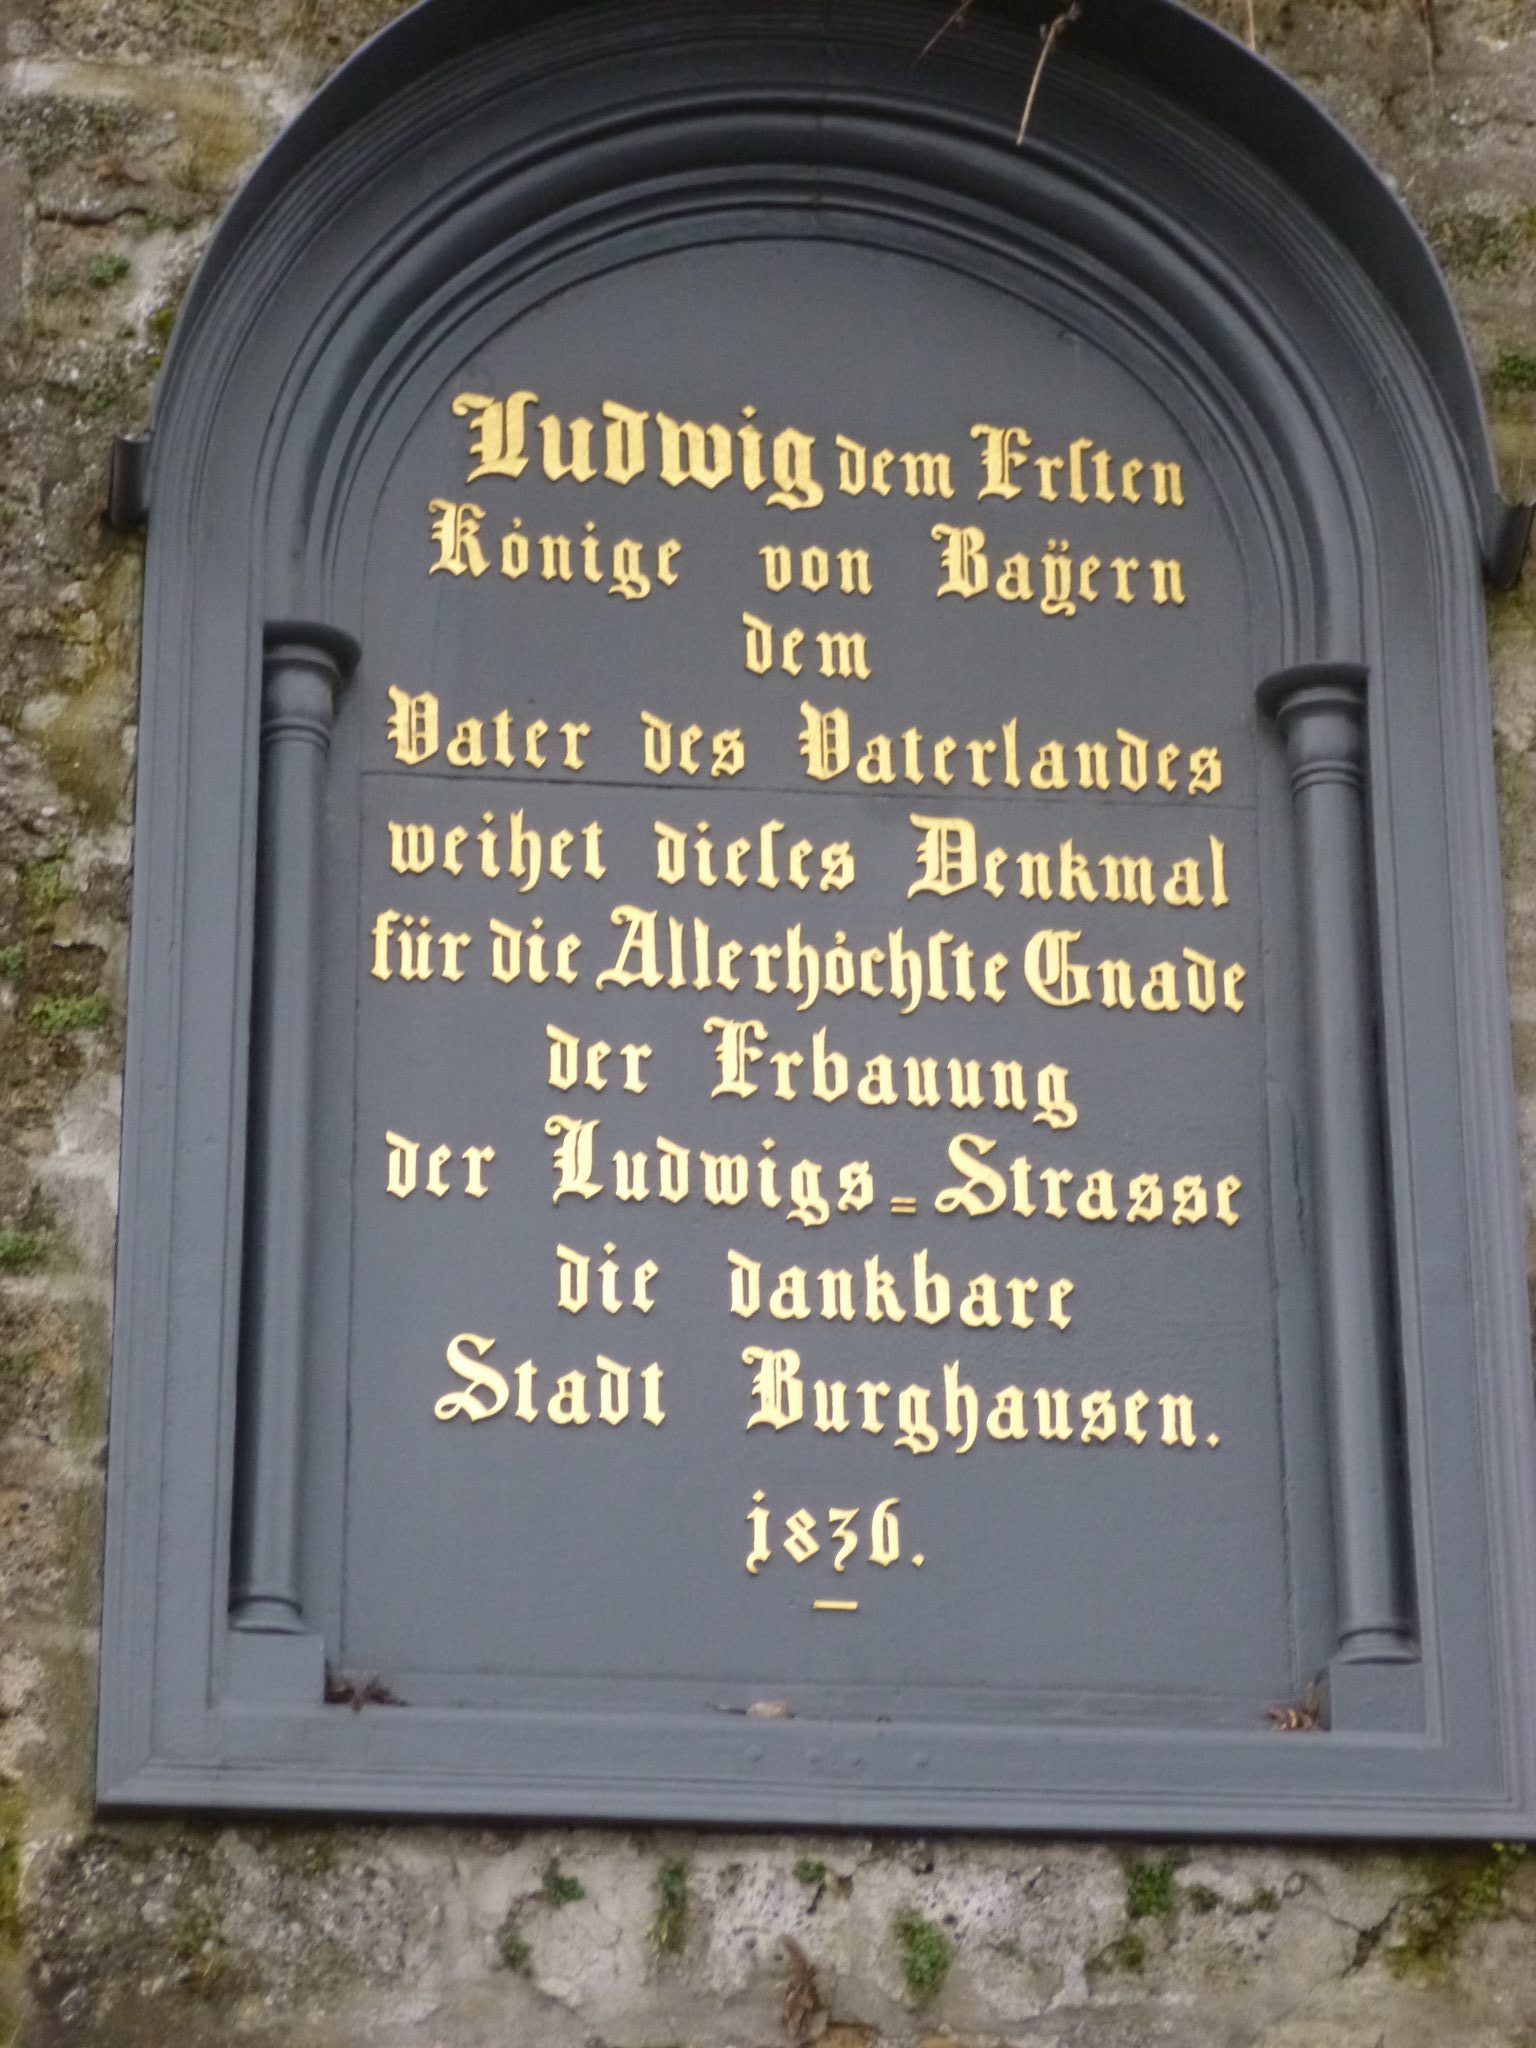 Ludwig dem Ersten
Könige von Baÿern
dem
Vater des Vaterlandes
weihet dieses Denkmal
für die Allerhöchste Gnade
der Erbauung
der Ludwigs=Strasse
die dankbare
Stadt Burghausen.
1836.